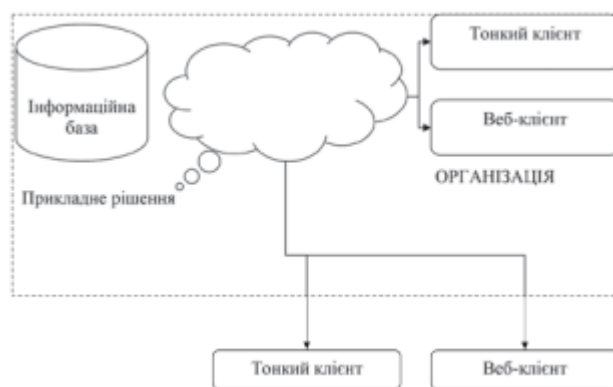 Тонкий клієнт
Інформаційна
база
Веб-клієнт
ОРГАНІЗАЦІЯ
Прикладне рішення
Тонкий клієнт
Веб-клієнт